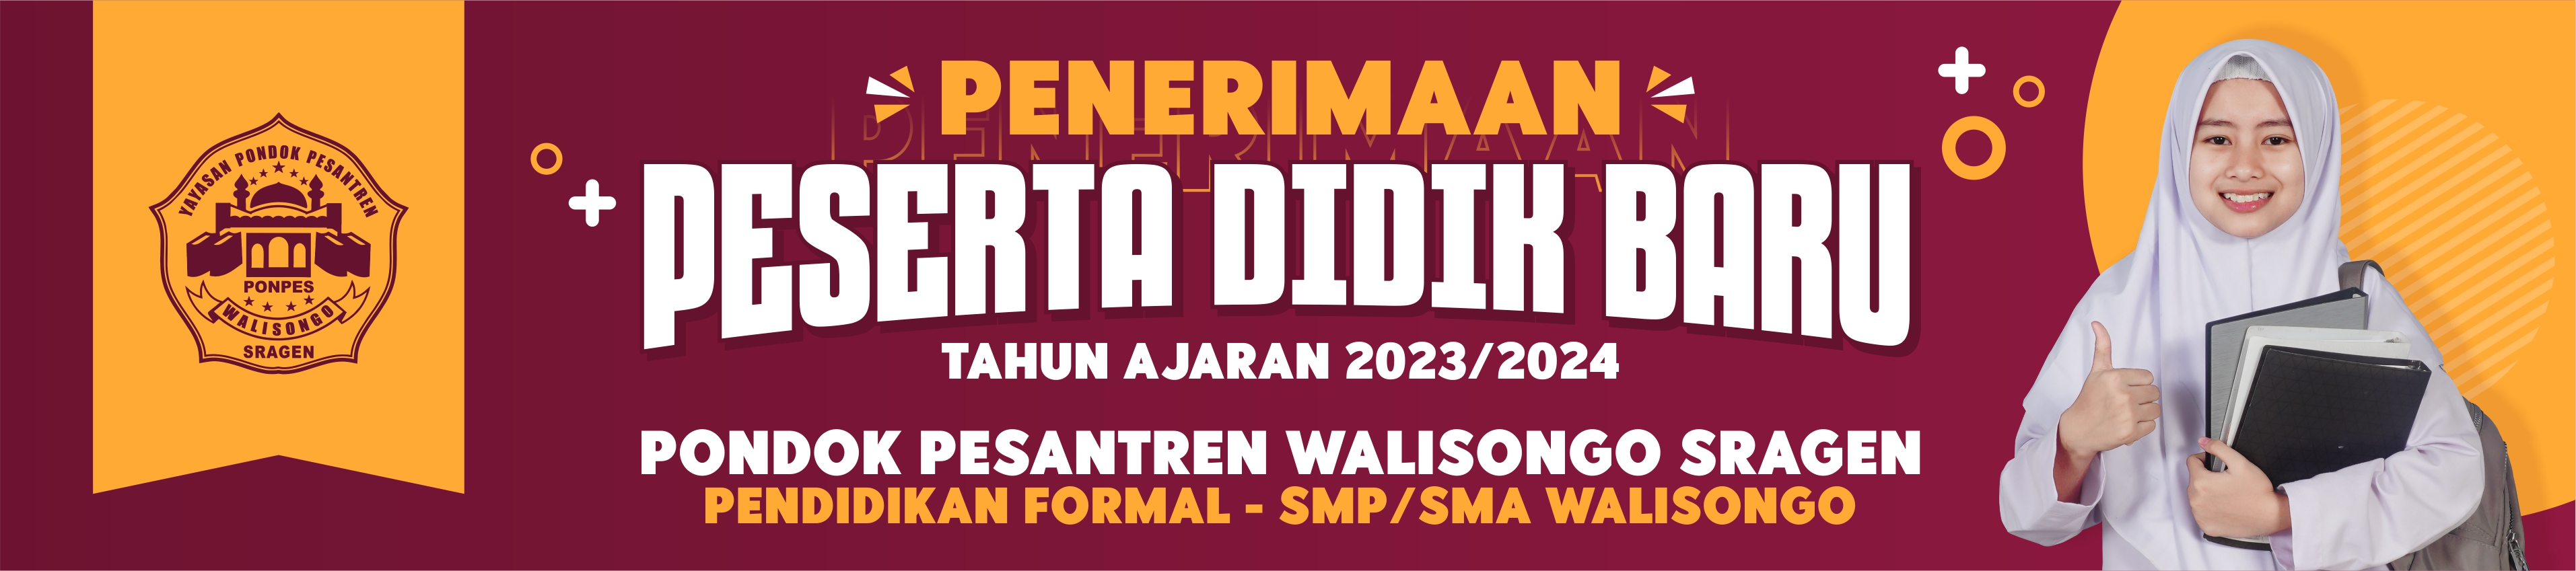 YAYASAN PONDOK PESANTREN
PONPES
WALISONGO
SRAGEN
PENERIMAAN
PENERIMAAN
PESERTA DIDIK BARU
TAHUN AJARAN 2023/2024
PONDOK PESANTREN WALISONGO SRAGEN
PENDIDIKAN FORMAL - SMP/SMA WALISONGO